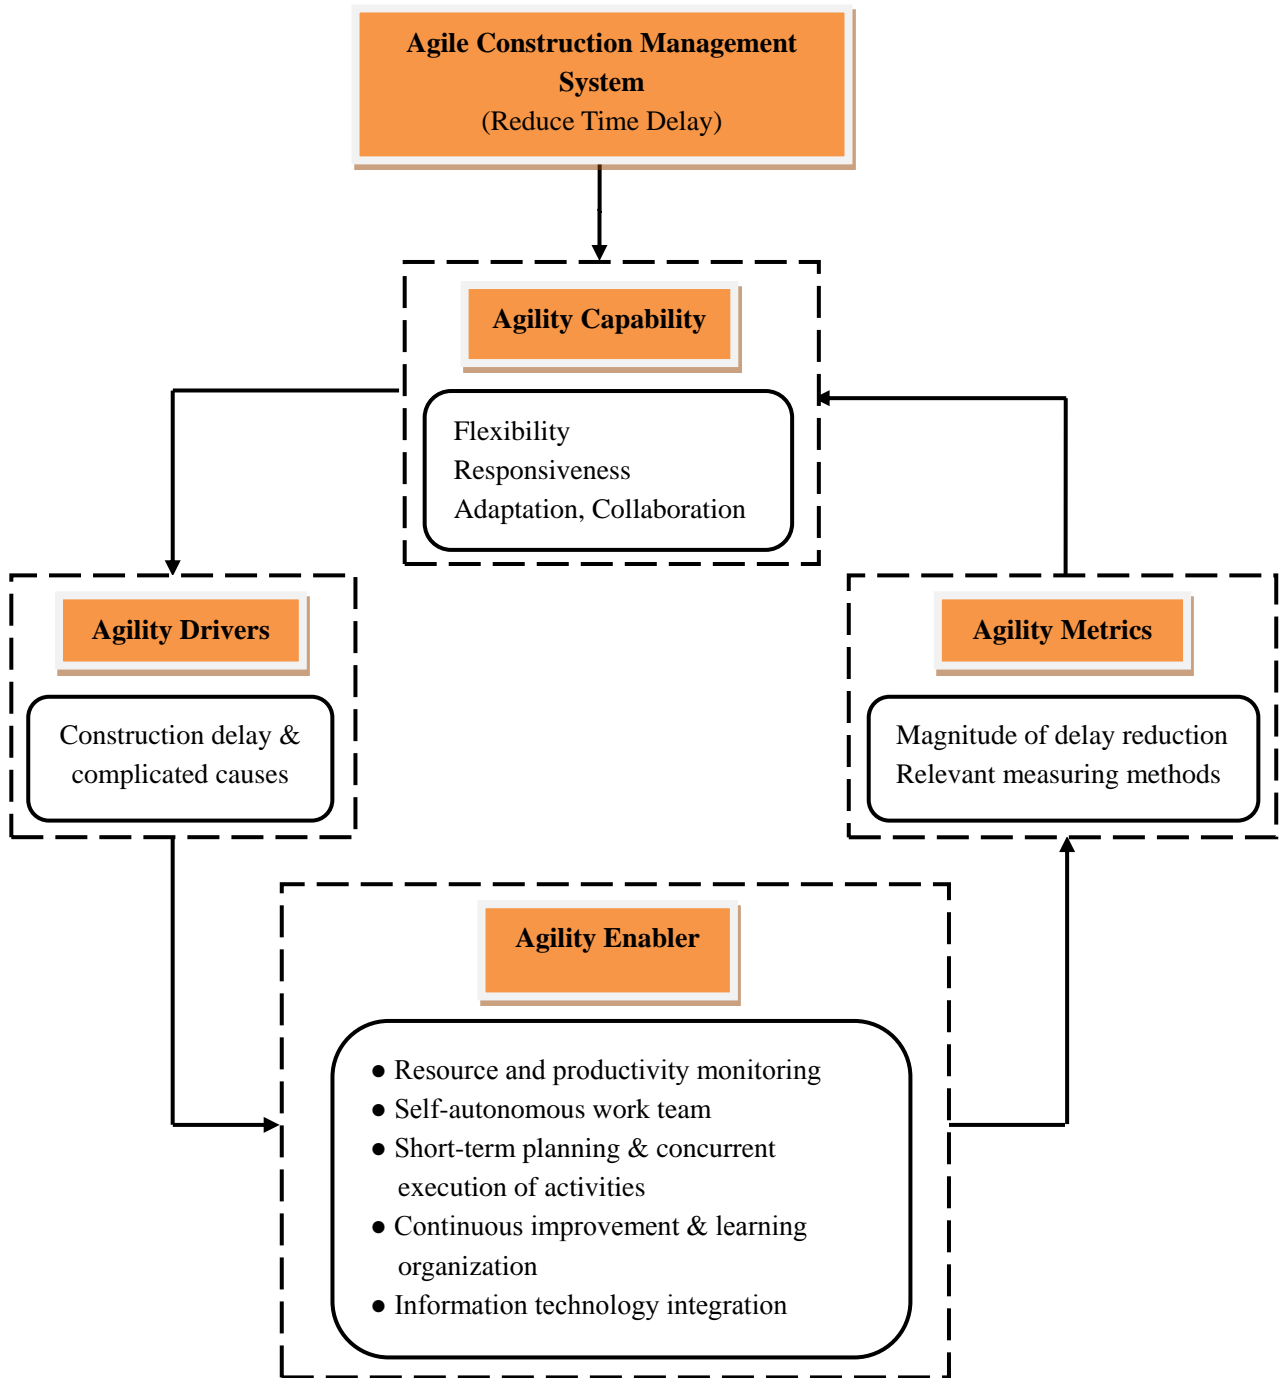 Agile Construction Management
System
(Reduce Time Delay)
Agility Capability
Flexibility
Responsiveness
Adaptation, Collaboration
Agility Drivers
Construction delay &
complicated causes
Agility Metrics
Magnitude of delay reduction
Relevant measuring methods
Agility Enabler
● Resource and productivity monitoring
● Self-autonomous work team
● Short-term planning & concurrent
execution of activities
● Continuous improvement & learning
organization
● Information technology integration